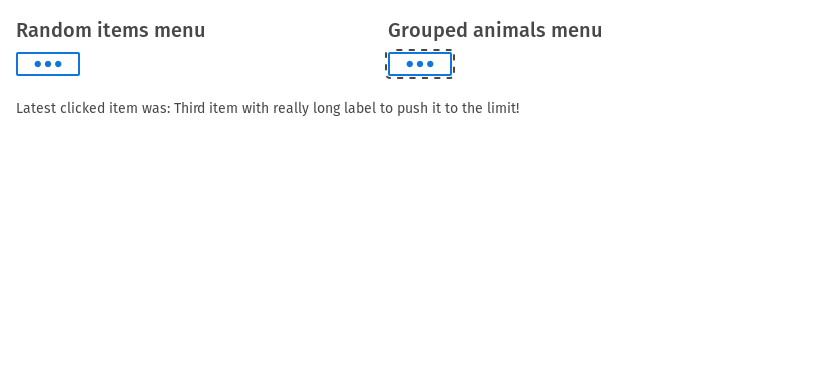 Random items menu
Grouped animals menu
Latest clicked item was: Third item with really long label to push it to the limit!